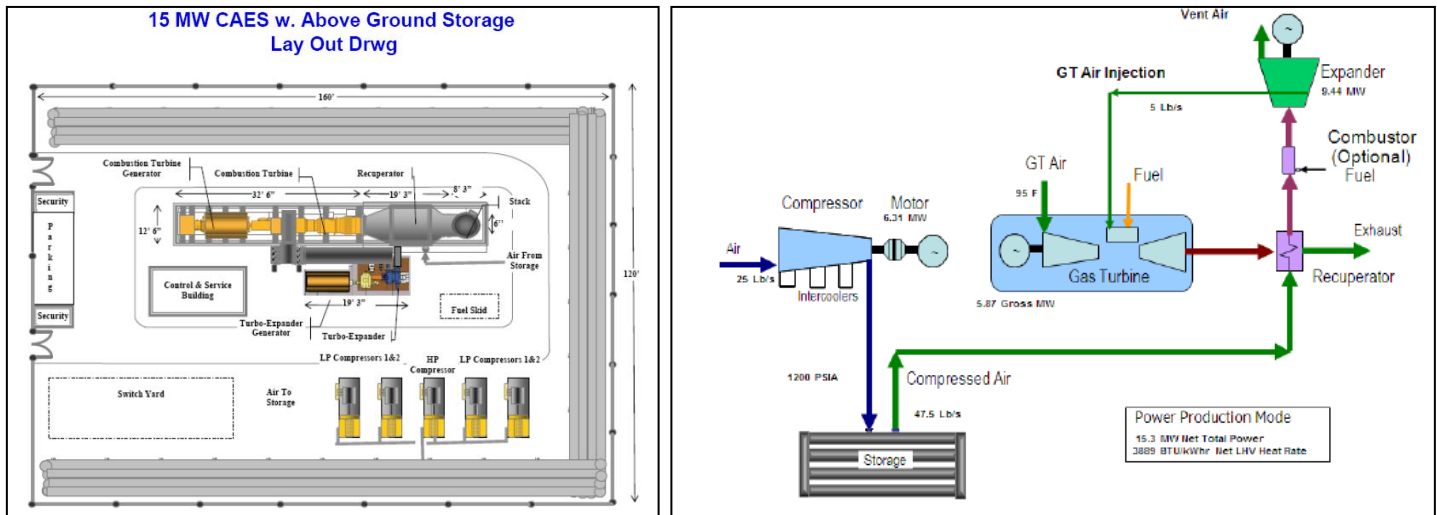 15 MW CAES w. Above Ground Storage
Lay Out Drwg
160'
120'
Combustion Turbine
Generator
Combustion Turbine
Recuperator
8' 3"
32' 6"
19' 3"
Stack
Security
12' 6"
6"
Parking
Air From
Storage
Control & Service
Building
19' 3"
Fuel Skid
Security
Turbo-Expander
Generator
Turbo-Expander
LP Compressors 1&2
HP
Compressor
LP Compressors 1&2
Switch Yard
Air To
Storage
Vent Air
~
GT Air Injection
Expander
9.44 MW
5 Lb/s
Combustor
(Optional)
Fuel
GT Air
Fuel
95 F
Compressor
Motor
6.31 MW
Air
25 Lb/s
~
~
Gas Turbine
Exhaust
Recuperator
Intercoolers
5.87 Gross MW
1200 PSIA
Compressed Air
47.5 Lb/s
Storage
Power Production Mode
15.3 MW Net Total Power
3889 BTU/kWhr Net LHV Heat Rate